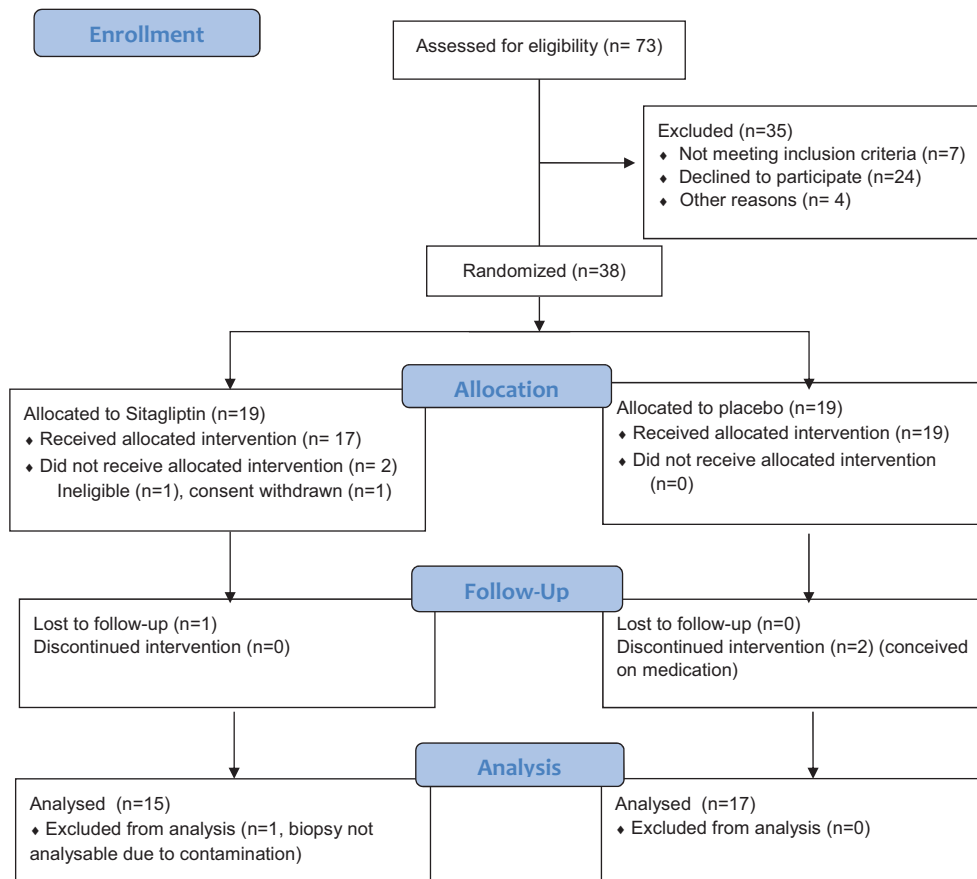 Enrollment
Assessed for eligibility (n= 73)
Excluded (n=35)
♦ Not meeting inclusion criteria (n=7)
♦ Declined to participate (n=24)
♦ Other reasons (n= 4)
Randomized (n=38)
Allocation
Allocated to Sitagliptin (n=19)
♦ Received allocated intervention (n= 17)
♦ Did not receive allocated intervention (n= 2)
Ineligible (n=1), consent withdrawn (n=1)
Allocated to placebo (n=19)
♦ Received allocated intervention (n=19)
♦ Did not receive allocated intervention
(n=0)
Follow-Up
Lost to follow-up (n=1)
Discontinued intervention (n=0)
Lost to follow-up (n=0)
Discontinued intervention (n=2) (conceived
on medication)
Analysis
Analysed (n=15)
♦ Excluded from analysis (n=1, biopsy not
analysable due to contamination)
Analysed (n=17)
♦ Excluded from analysis (n=0)